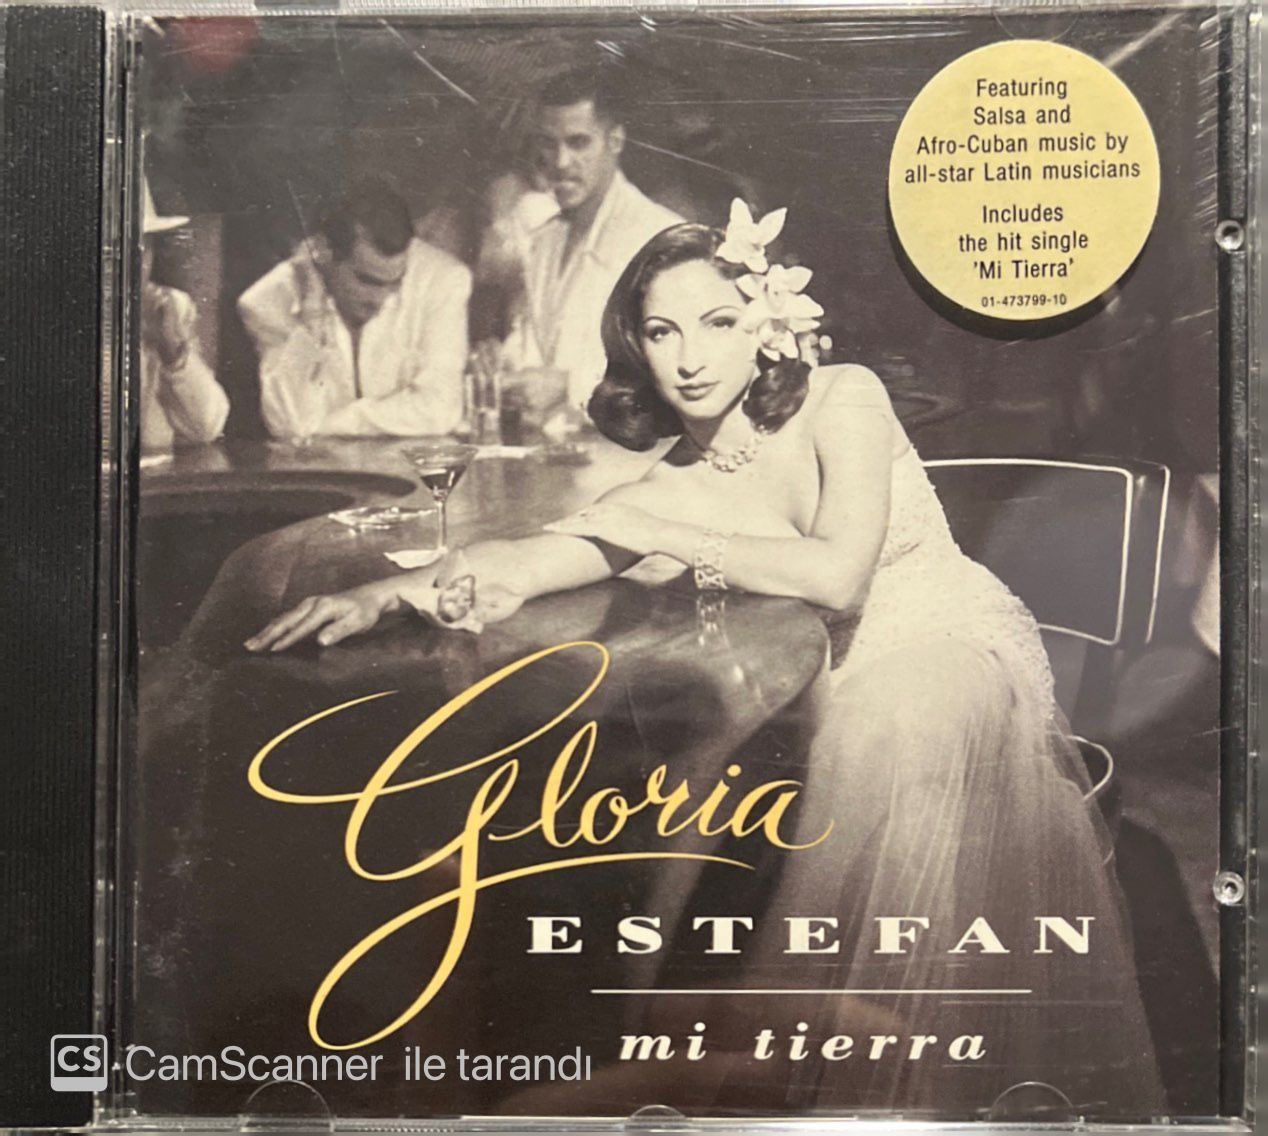 Featuring
Salsa and
Afro-Cuban music by
all-star Latin musicians
Includes
the hit single
'Mi Tierra'
01-473799-10
Gloria
ESTEFAN
mi tierra
CS CamScanner ile tarandı